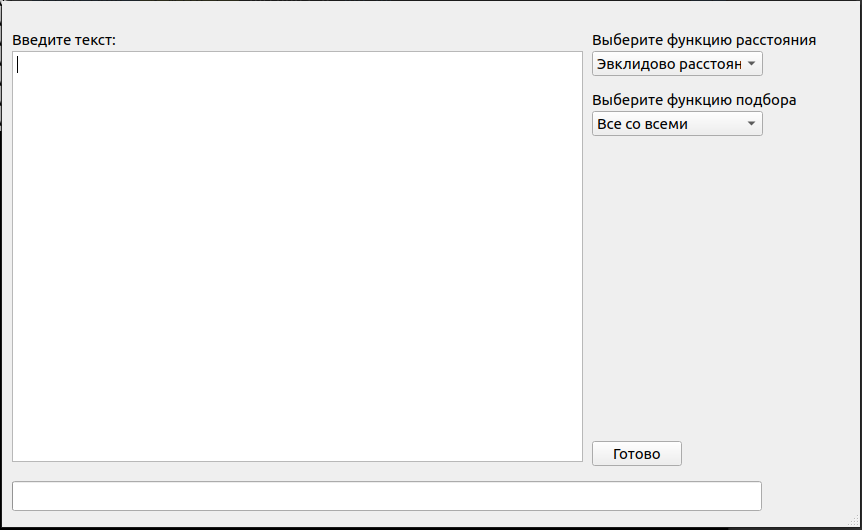 Введите текст:
Выберите функцию расстояния
Эвклидово расстоян
Выберите функцию подбора
Все со всеми
Готово